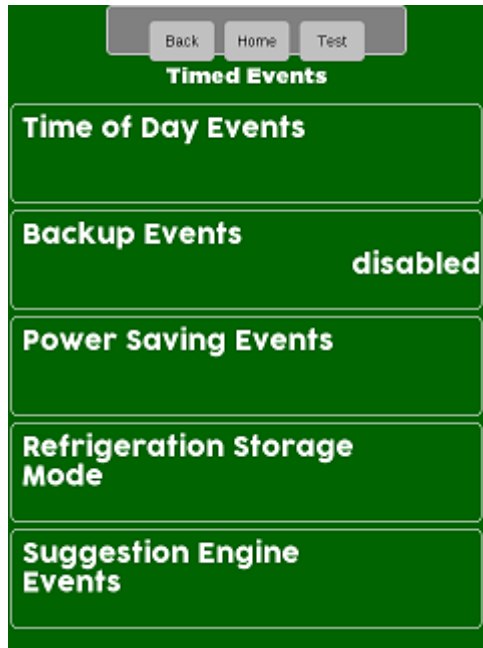 Back Home Test
Timed Events
Time of Day Events
Backup Events
disabled
Power Saving Events
Refrigeration Storage
Mode
Suggestion Engine
Events